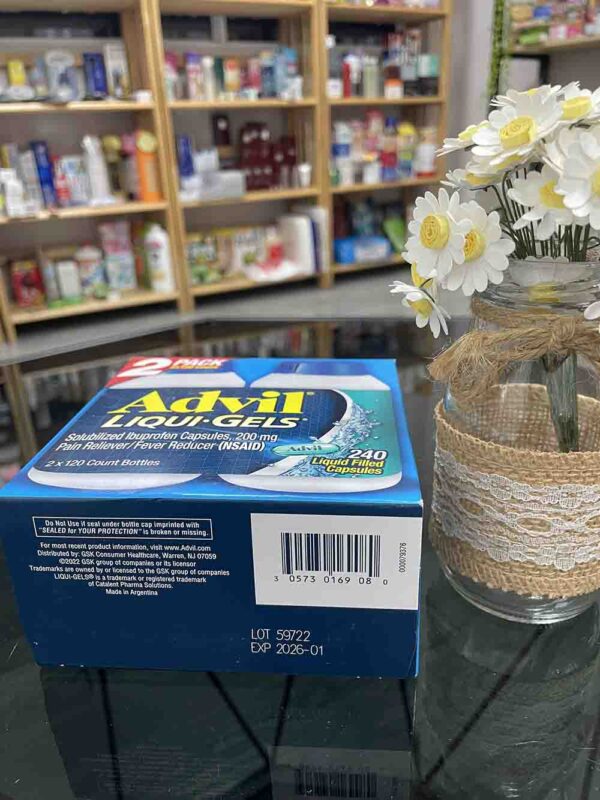 2 PACK
Advil
LIQUI·GELS®
Solubilized Ibuprofen Capsules, 200 mg
Pain Reliever/Fever Reducer (NSAID)
2 x 120 Count Bottles
Advil
240
Liquid Filled
Capsules
Do Not Use if seal under bottle cap imprinted with
"SEALED for YOUR PROTECTION" is broken or missing.
For most recent product information, visit www.Advil.com
Distributed by: GSK Consumer Healthcare, Warren, NJ 07059
©2022 GSK group of companies or its licensor
Trademarks are owned by or licensed to the GSK group of companies
LIQUI-GELS® is a trademark or registered trademark
of Catalent Pharma Solutions.
Made in Argentina
3 0573 0169 08 0
LOT 59722
EXP 2026-01